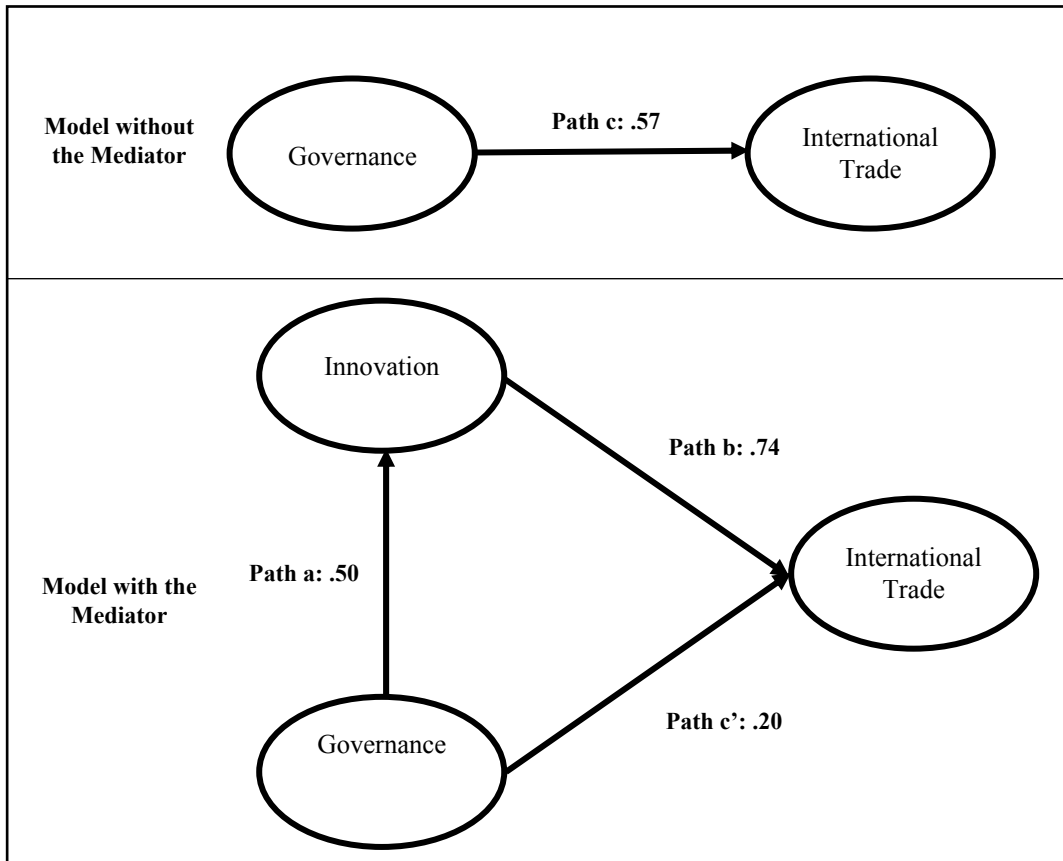 Model without
the Mediator
Governance
Path c: .57
International
Trade
Innovation
Path b: .74
Path a: .50
International
Trade
Model with the
Mediator
Path c’: .20
Governance